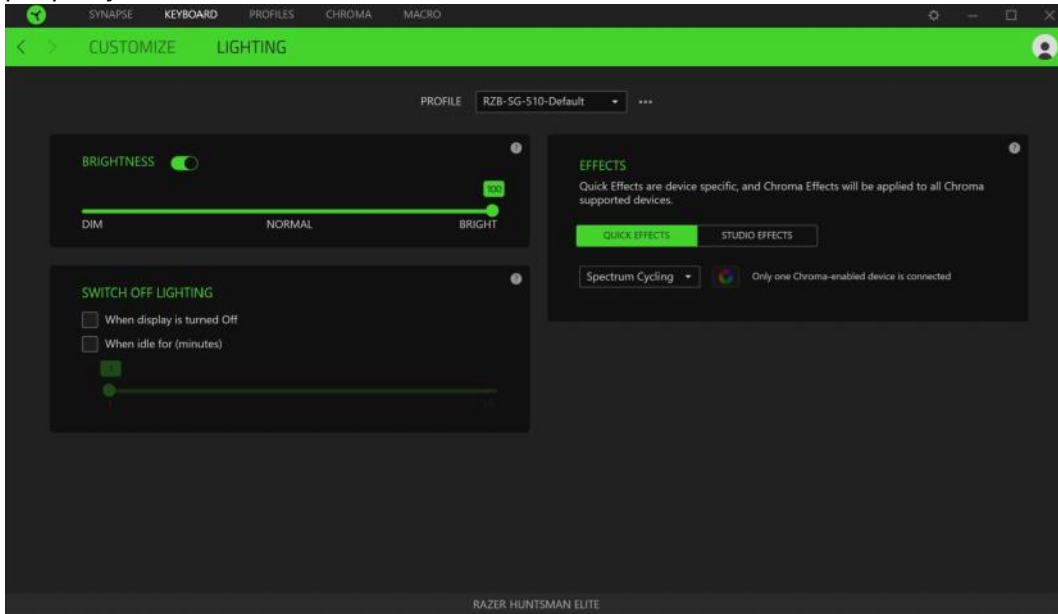 SYNAPSE KEYBOARD PROFILES CHROMA MACRO
CUSTOMIZE LIGHTING
PROFILE RZB-SG-510-Default
BRIGHTNESS
100
DIM NORMAL BRIGHT
SWITCH OFF LIGHTING
When display is turned Off
When idle for (minutes)
1
1
EFFECTS
Quick Effects are device specific, and Chroma Effects will be applied to all Chroma
supported devices.
QUICK EFFECTS STUDIO EFFECTS
Spectrum Cycling Only one Chroma-enabled device is connected
RAZER HUNTSMAN ELITE